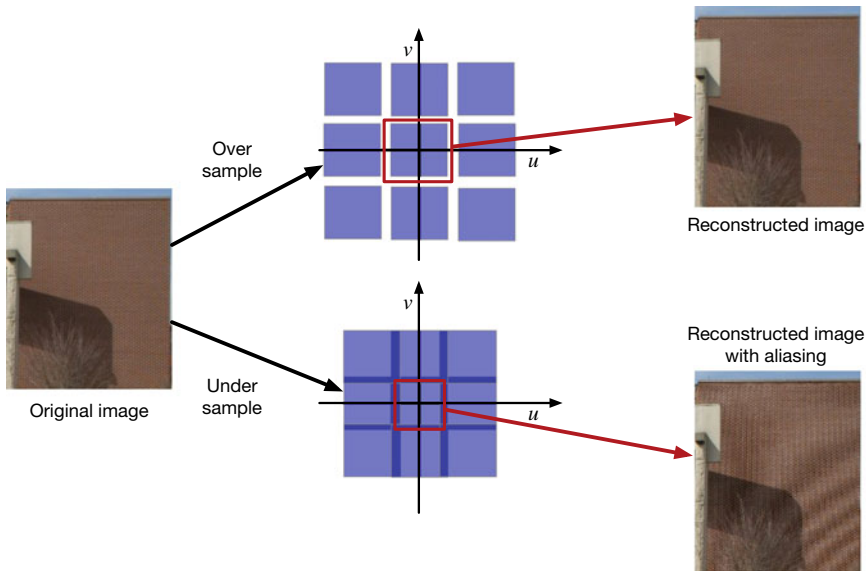 v
Over
sample
u
Reconstructed image
Original image
v
Under
sample
u
Reconstructed image
with aliasing